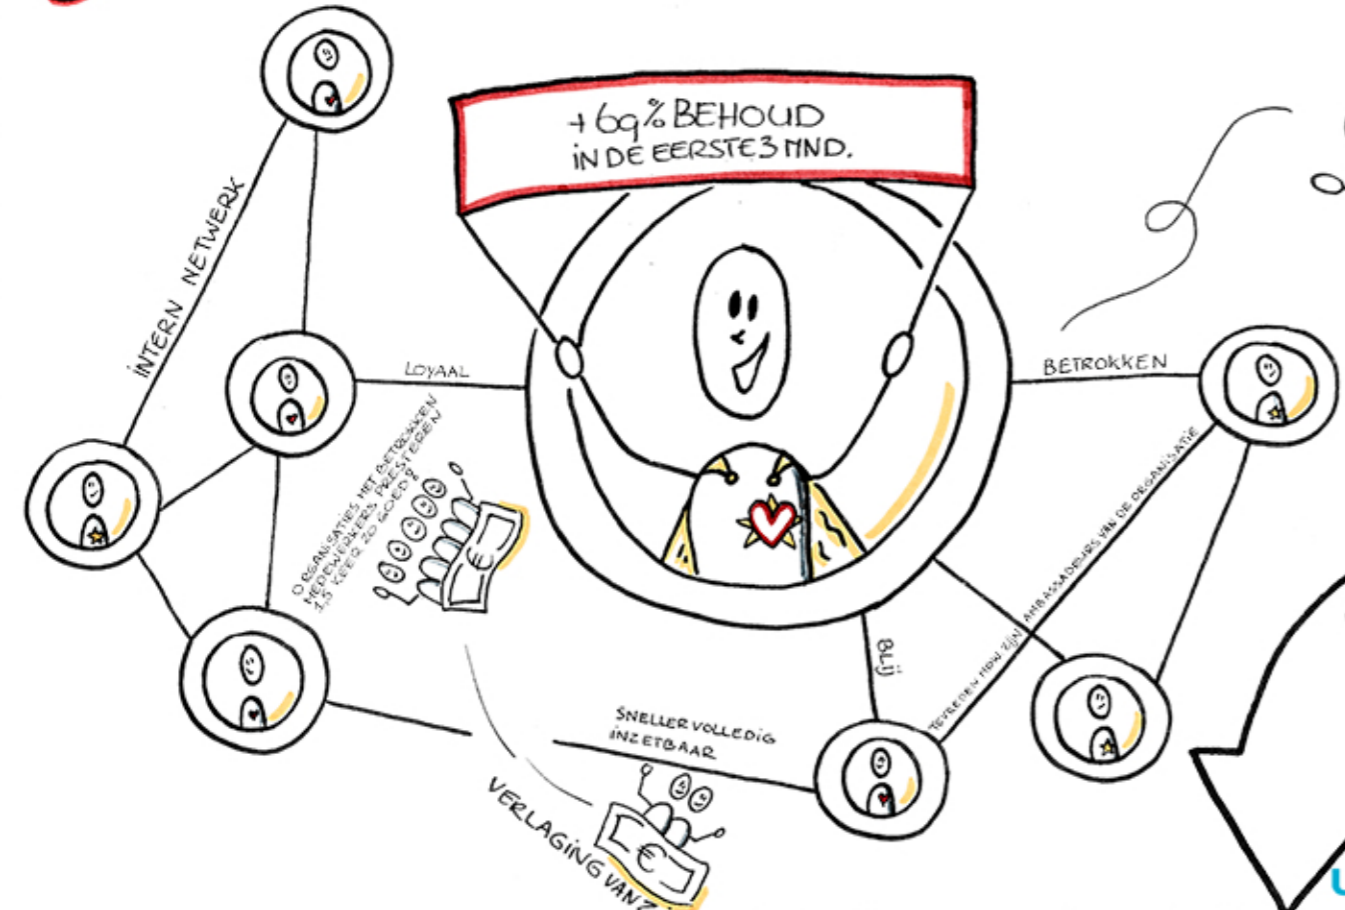 +69% BEHOUD
IN DE EERSTE 3 MND.
INTERN NETWERK
LOYAAL
BETROKKEN
ORGANISATIES MET BETROKKEN
MEDEWERKERS PRESTEREN
1,5 KEER ZO GOED!
TEVREDEN MDW ZIJN AMBASSADEURS VAN DE ORGANISATIE
BLIJ
SNELLER VOLLEDIG
INZETBAAR
€
VERLAGING VAN
€